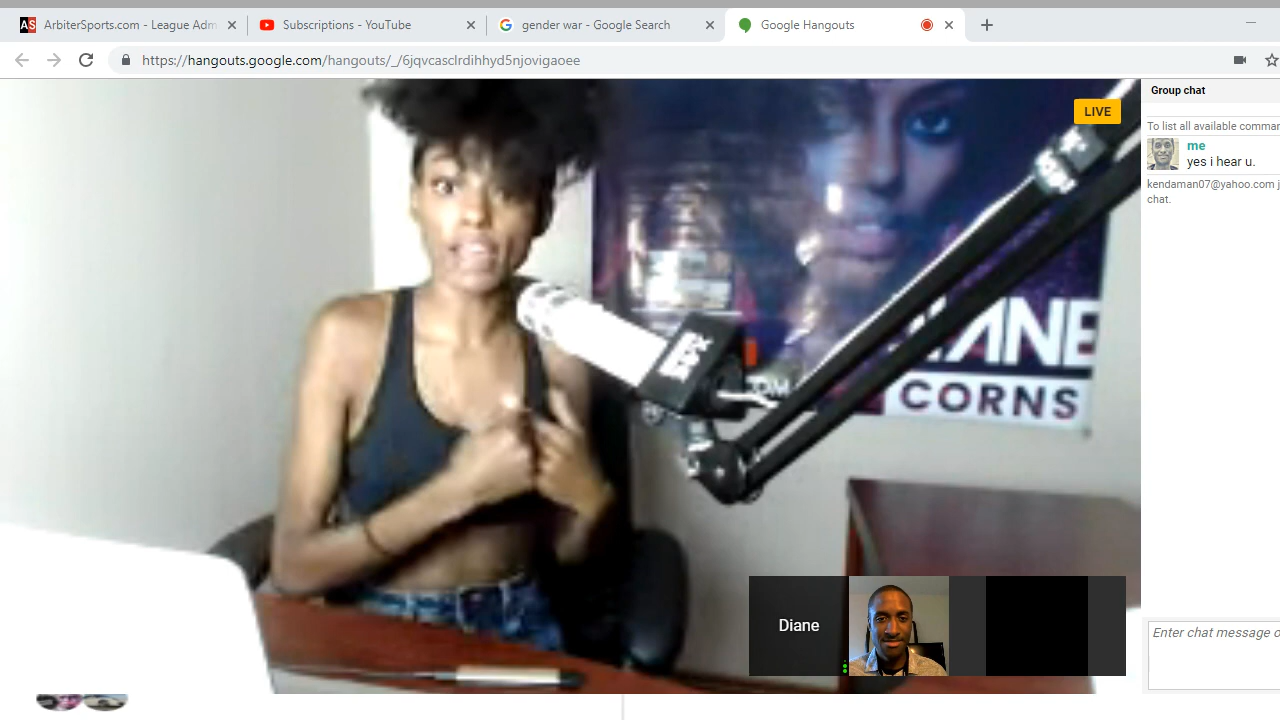 AS ArbiterSports.com - League Adm
Subscriptions - YouTube
gender war - Google Search
Google Hangouts
https://hangouts.google.com/hangouts/_/6jqvcasclrdihhyd5njovigaoee
LIVE
Group chat
To list all available comman
me
yes i hear u.
kendaman07@yahoo.com j
chat.
IANE
CORNS
Diane
Enter chat message o